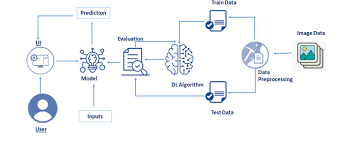 Train Data
Prediction
Evaluation
Image Data
UI
Model
DL Algorithm
Data
Preprocessing
User
Inputs
Test Data